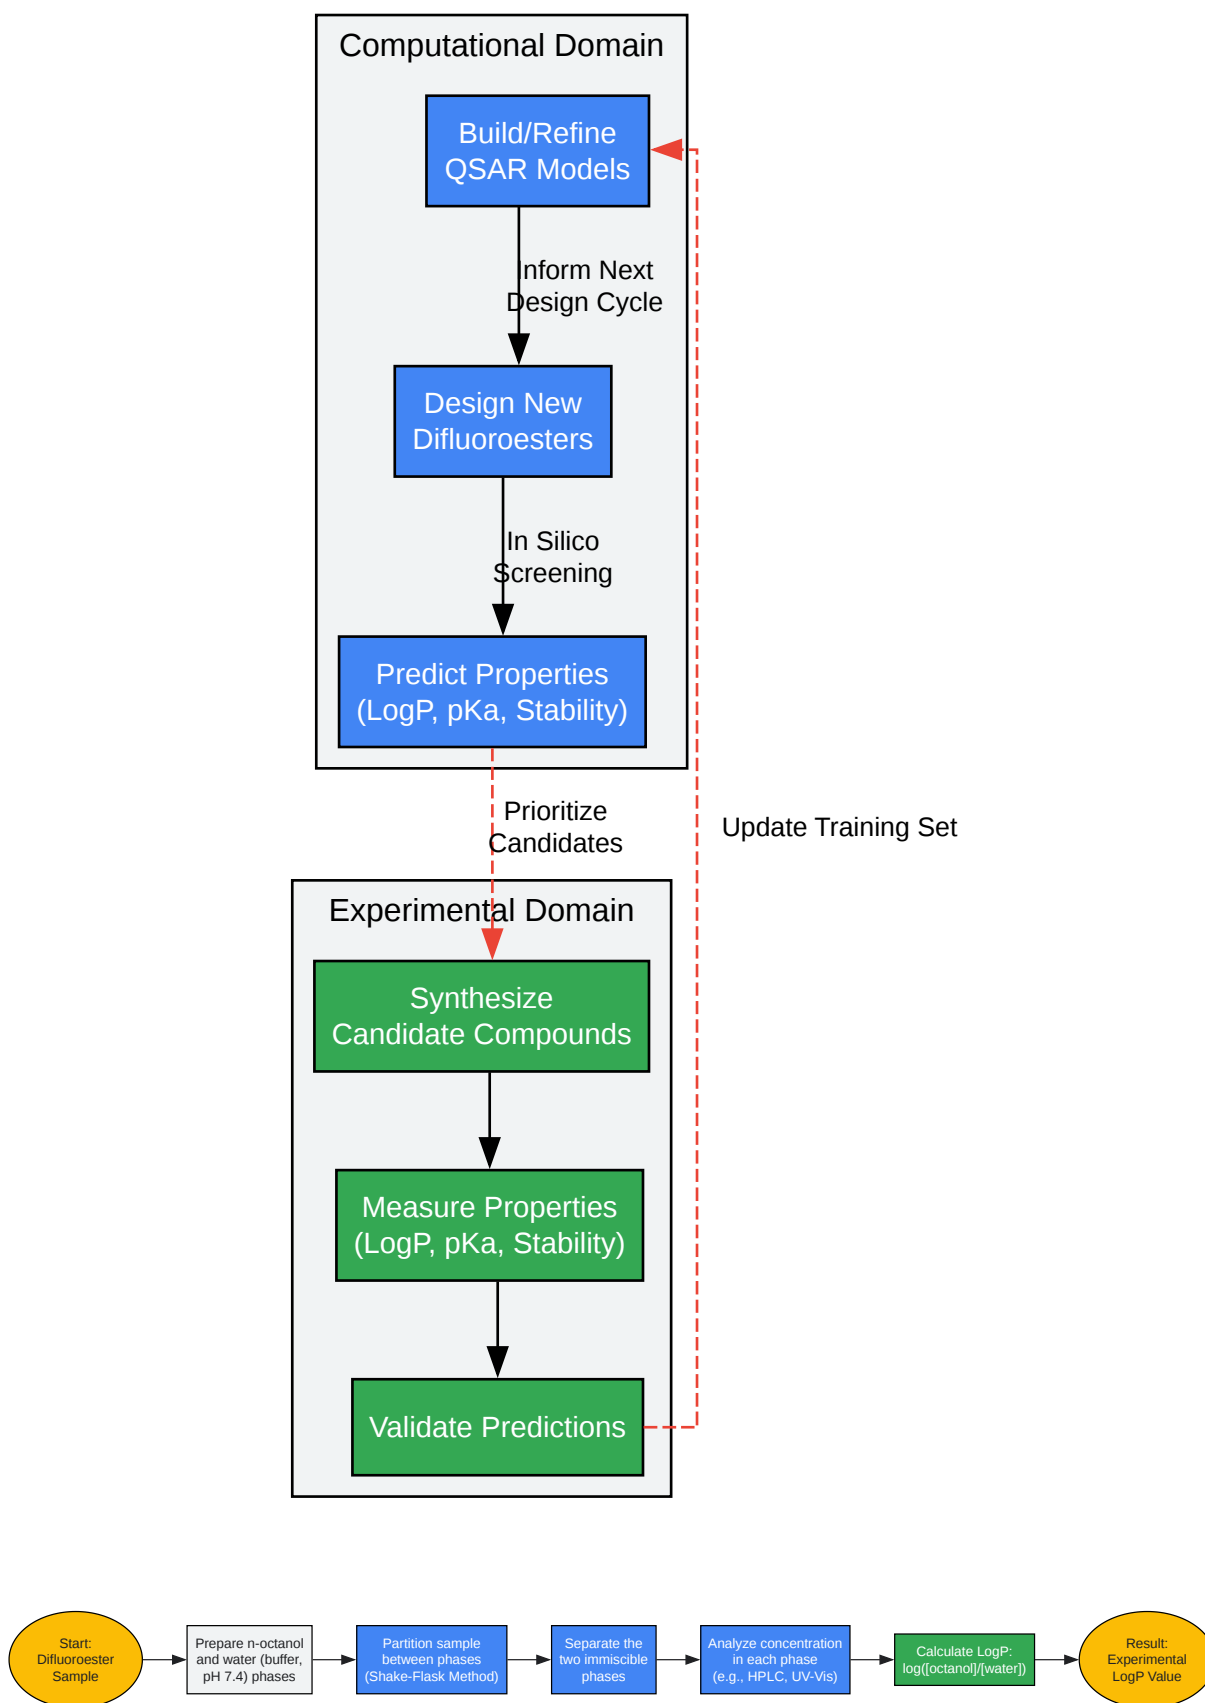 Computational Domain
Build/Refine
QSAR Models
Inform Next
Design Cycle
Design New
Difluoroesters
In Silico
Screening
Predict Properties
(LogP, pKa, Stability)
Prioritize
Candidates
Update Training Set
Experimental Domain
Synthesize
Candidate Compounds
Measure Properties
(LogP, pKa, Stability)
Validate Predictions
Start:
Difluoroester
Sample
Prepare n-octanol
and water (buffer,
pH 7.4) phases
Partition sample
between phases
(Shake-Flask Method)
Separate the
two immiscible
phases
Analyze concentration
in each phase
(e.g., HPLC, UV-Vis)
Calculate LogP:
log([octanol]/[water])
Result:
Experimental
LogP Value